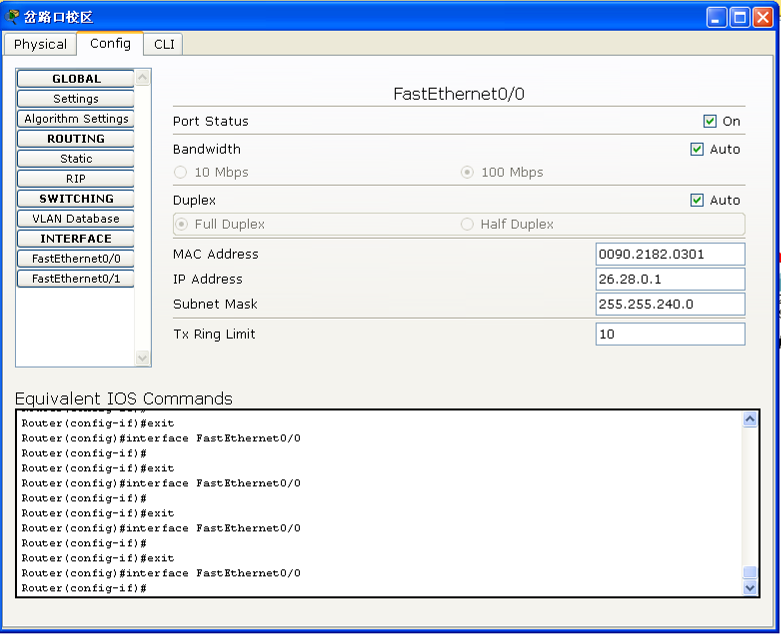 岔路口校区
Physical Config CLI
GLOBAL
Settings
Algorithm Settings
ROUTING
Static
RIP
SWITCHING
VLAN Database
INTERFACE
FastEthernet0/0
FastEthernet0/1
FastEthernet0/0
Port Status On
Bandwidth Auto
10 Mbps 100 Mbps
Duplex Auto
Full Duplex Half Duplex
MAC Address 0090.2182.0301
IP Address 26.28.0.1
Subnet Mask 255.255.240.0
Tx Ring Limit 10
Equivalent IOS Commands
Router(config-if)#
Router(config-if)#exit
Router(config)#interface FastEthernet0/0
Router(config-if)#
Router(config-if)#exit
Router(config)#interface FastEthernet0/0
Router(config-if)#
Router(config-if)#exit
Router(config)#interface FastEthernet0/0
Router(config-if)#
Router(config-if)#exit
Router(config)#interface FastEthernet0/0
Router(config-if)#